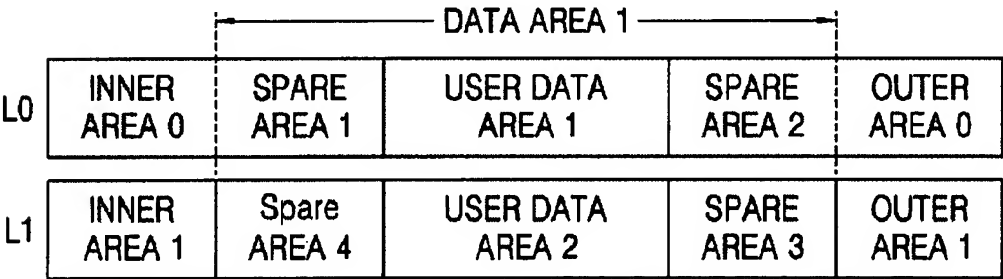 DATA AREA 1
L0
INNER AREA 0
SPARE AREA 1
USER DATA AREA 1
SPARE AREA 2
OUTER AREA 0
L1
INNER AREA 1
Spare AREA 4
USER DATA AREA 2
SPARE AREA 3
OUTER AREA 1